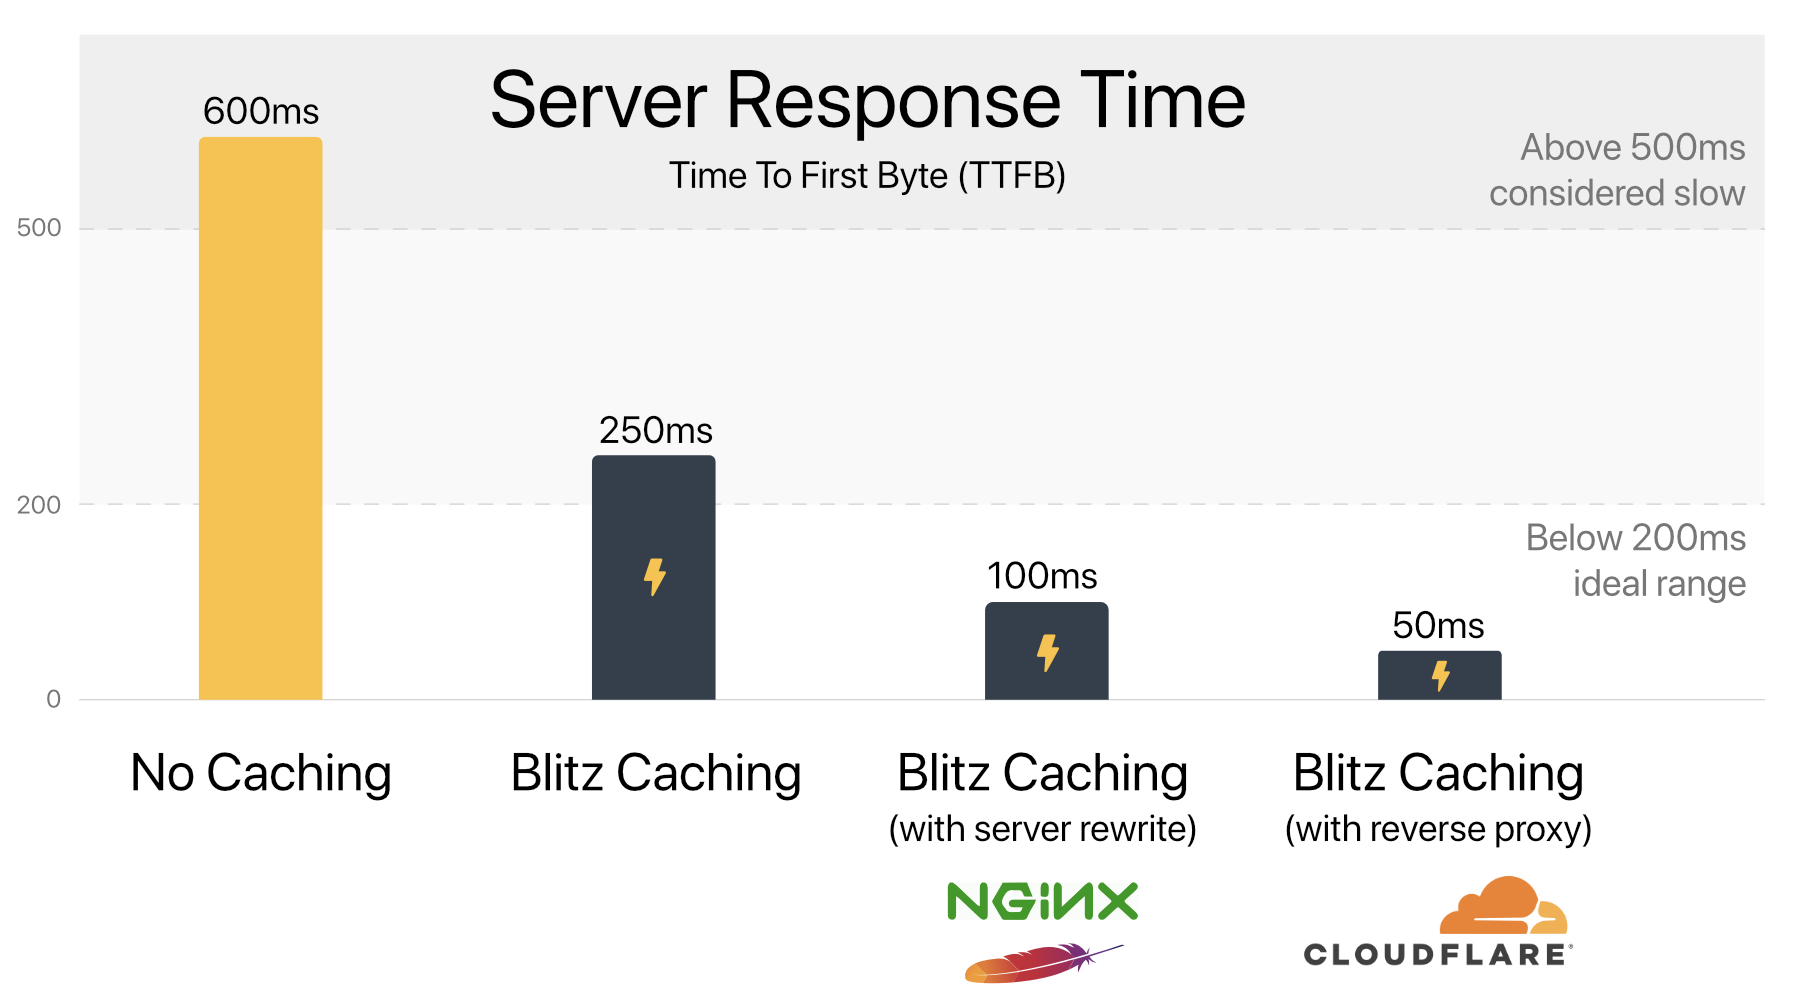 Server Response Time
Time To First Byte (TTFB)
600ms
Above 500ms
considered slow
500
250ms
200
Below 200ms
ideal range
100ms
50ms
0
No Caching
Blitz Caching
Blitz Caching
(with server rewrite)
NGiNX
Blitz Caching
(with reverse proxy)
CLOUDFLARE®